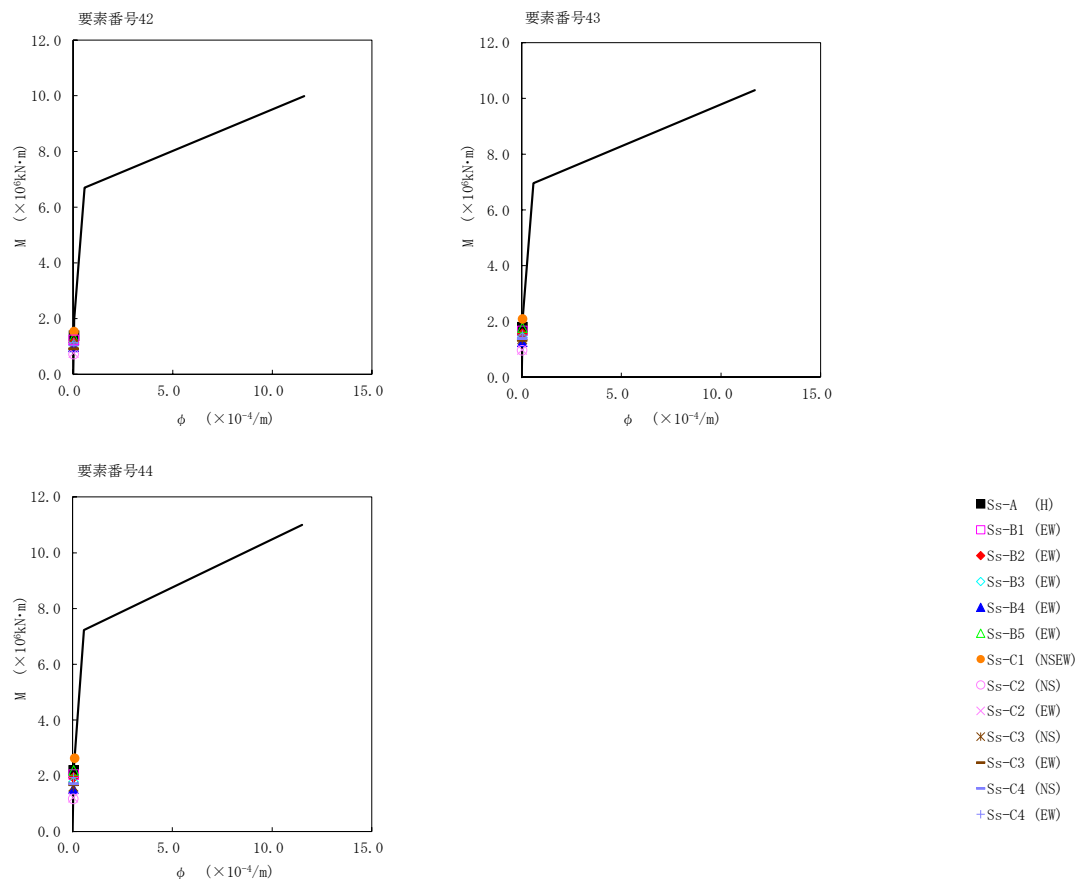 要素番号42
12.0
10.0
8.0
6.0
4.0
2.0
0.0
M (×10⁶kN・m)
0.0 5.0 10.0 15.0
φ (×10⁻⁴/m)
要素番号43
12.0
10.0
8.0
6.0
4.0
2.0
0.0
M (×10⁶kN・m)
0.0 5.0 10.0 15.0
φ (×10⁻⁴/m)
要素番号44
12.0
10.0
8.0
6.0
4.0
2.0
0.0
M (×10⁶kN・m)
0.0 5.0 10.0 15.0
φ (×10⁻⁴/m)
Ss-A (H)
Ss-B1 (EW)
Ss-B2 (EW)
Ss-B3 (EW)
Ss-B4 (EW)
Ss-B5 (EW)
Ss-C1 (NSEW)
Ss-C2 (NS)
Ss-C2 (EW)
Ss-C3 (NS)
Ss-C3 (EW)
Ss-C4 (NS)
Ss-C4 (EW)